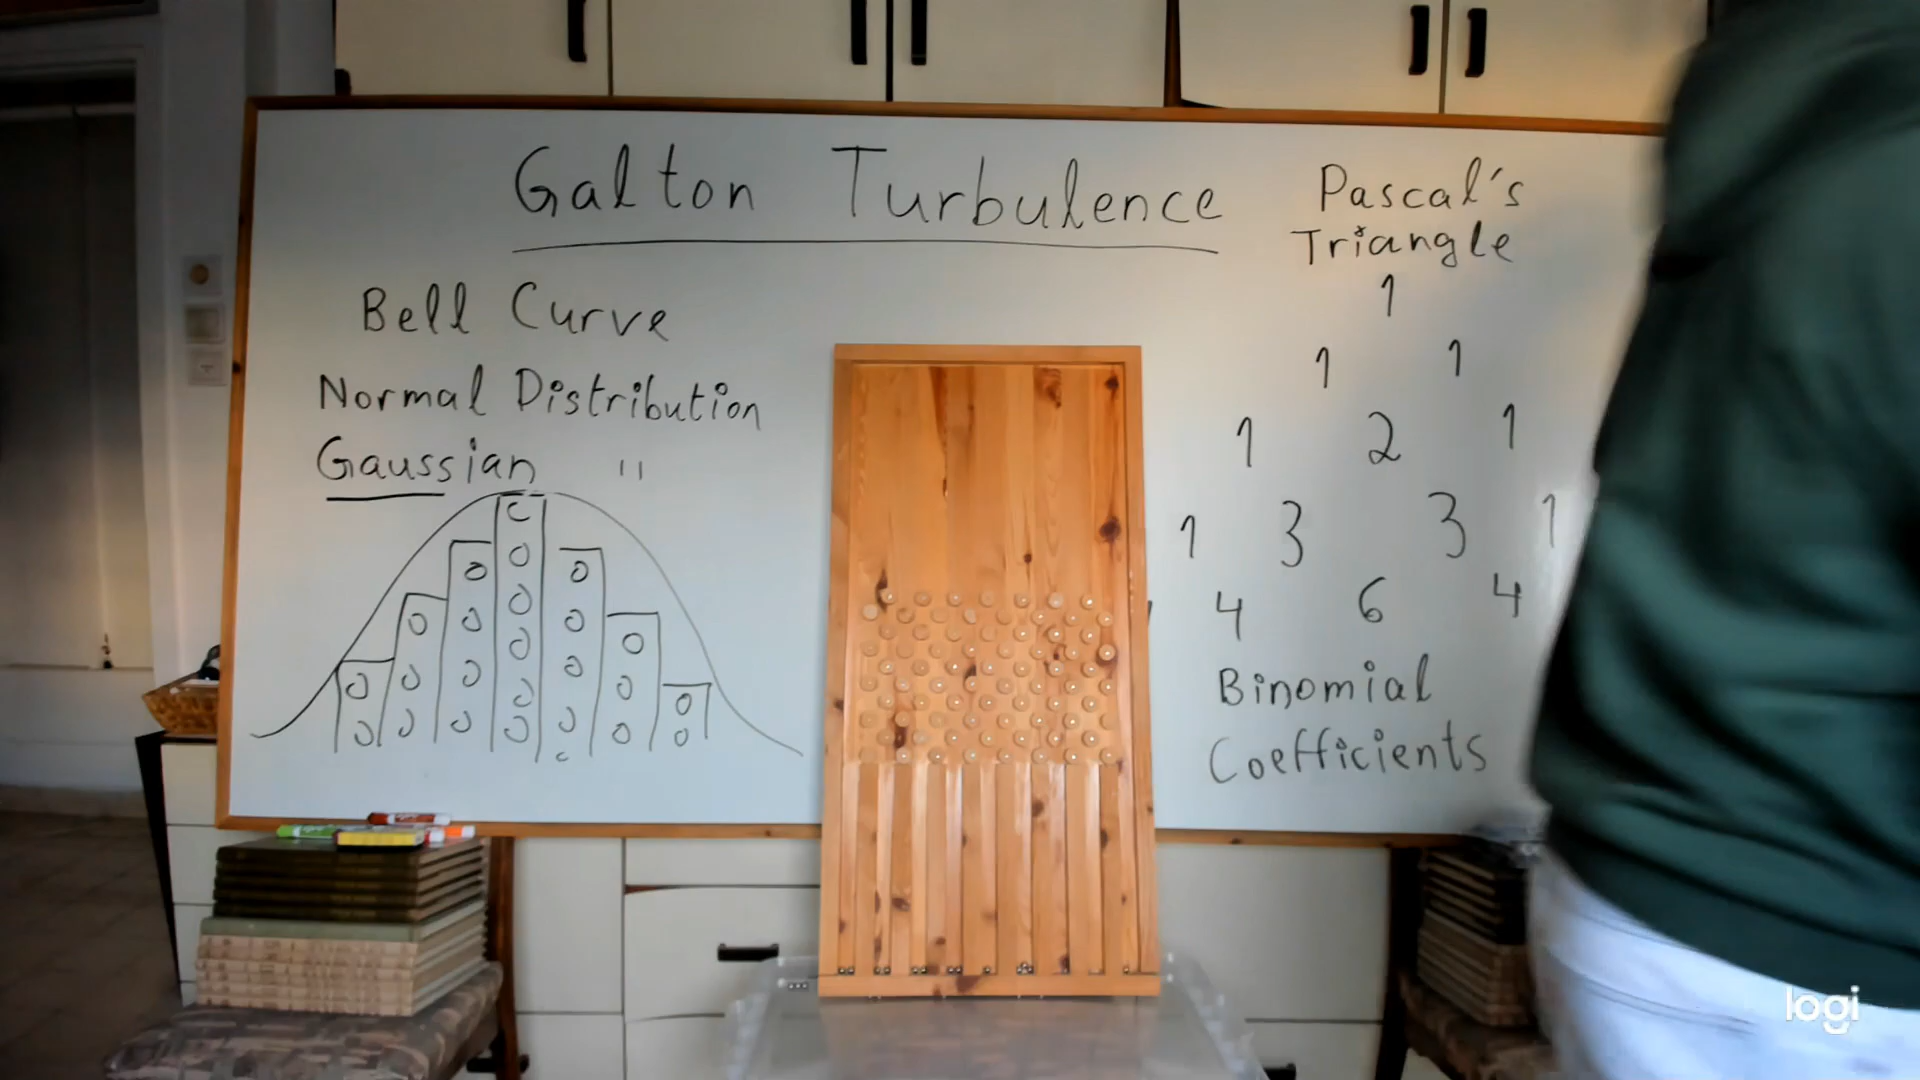 Galton Turbulence
Bell Curve
Normal Distribution
Gaussian "
Pascal's
Triangle
1
1 1
1 2 1
1 3 3 1
4 6 4
Binomial
Coefficients
logi